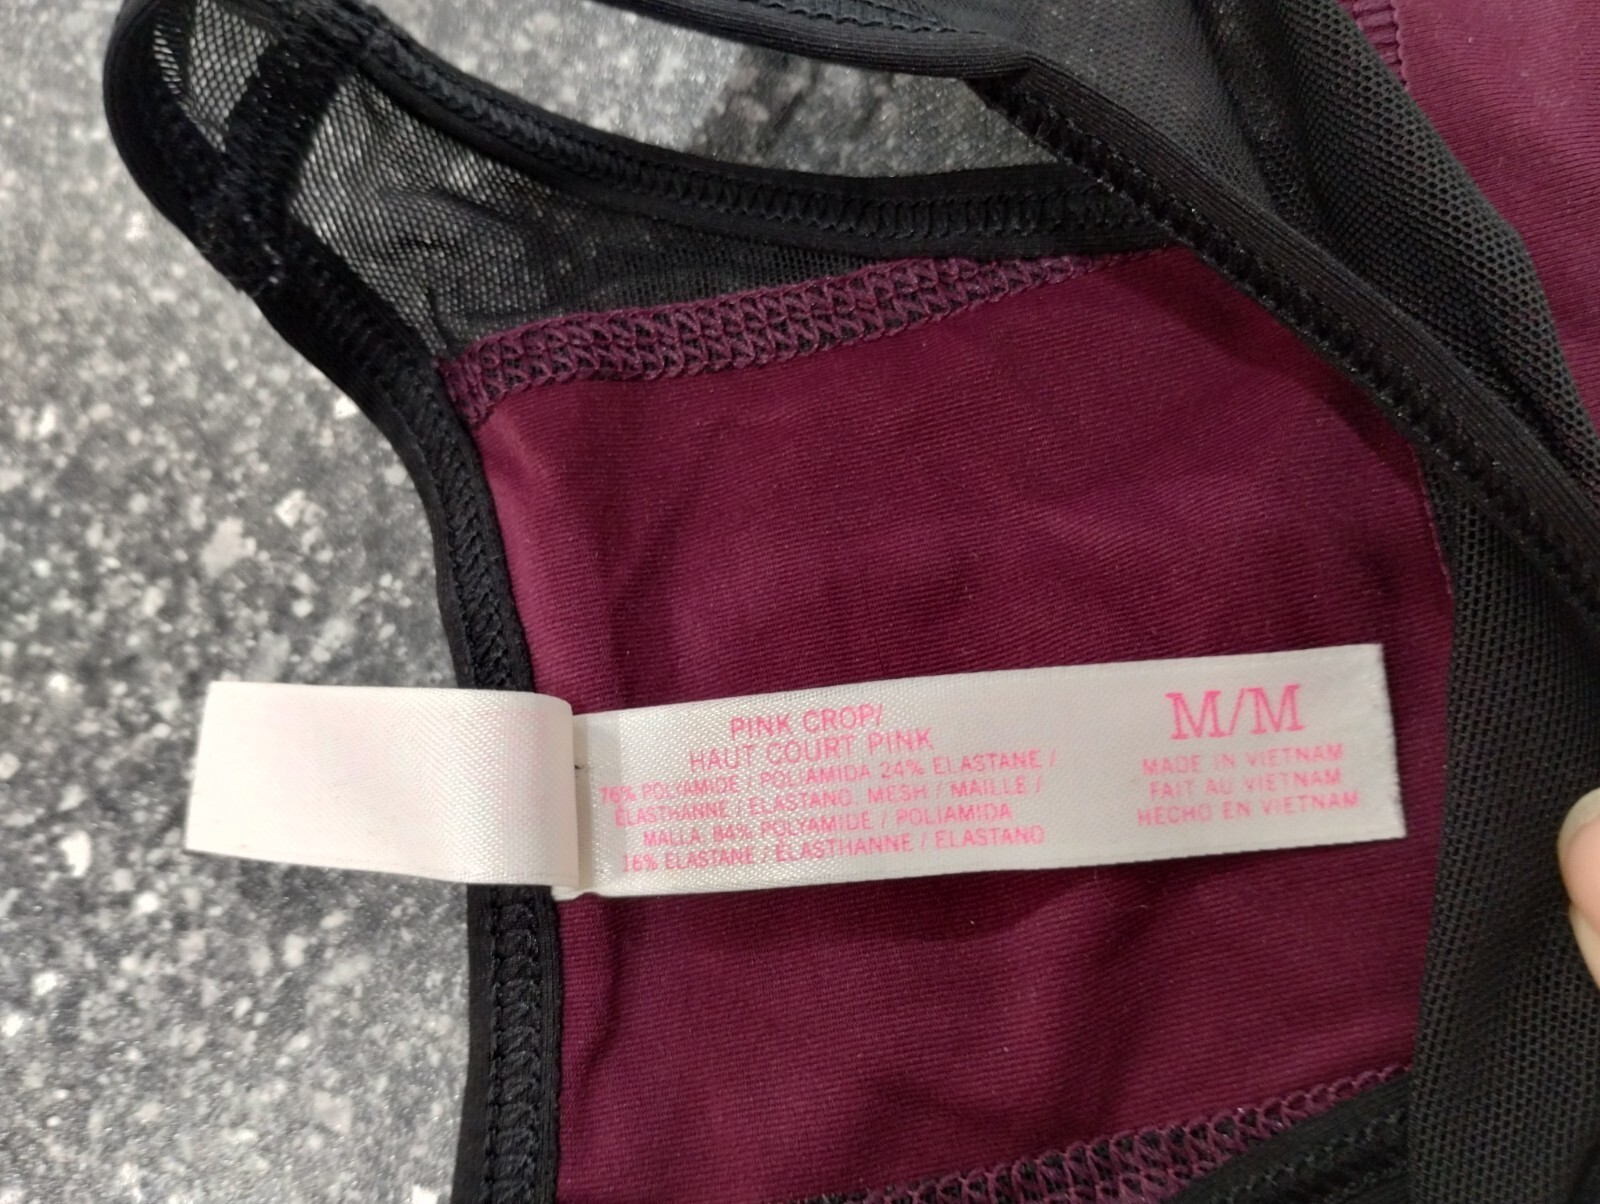 PINK CROP/
HAUT COURT PINK
76% POLYAMIDE / POLIAMIDA 24% ELASTANE /
ÉLASTHANNE / ELASTANO. MESH / MAILLE /
MALLA 84% POLYAMIDE / POLIAMIDA
16% ELASTANE / ÉLASTHANNE / ELASTANO
M/M
MADE IN VIETNAM
FAIT AU VIETNAM
HECHO EN VIETNAM